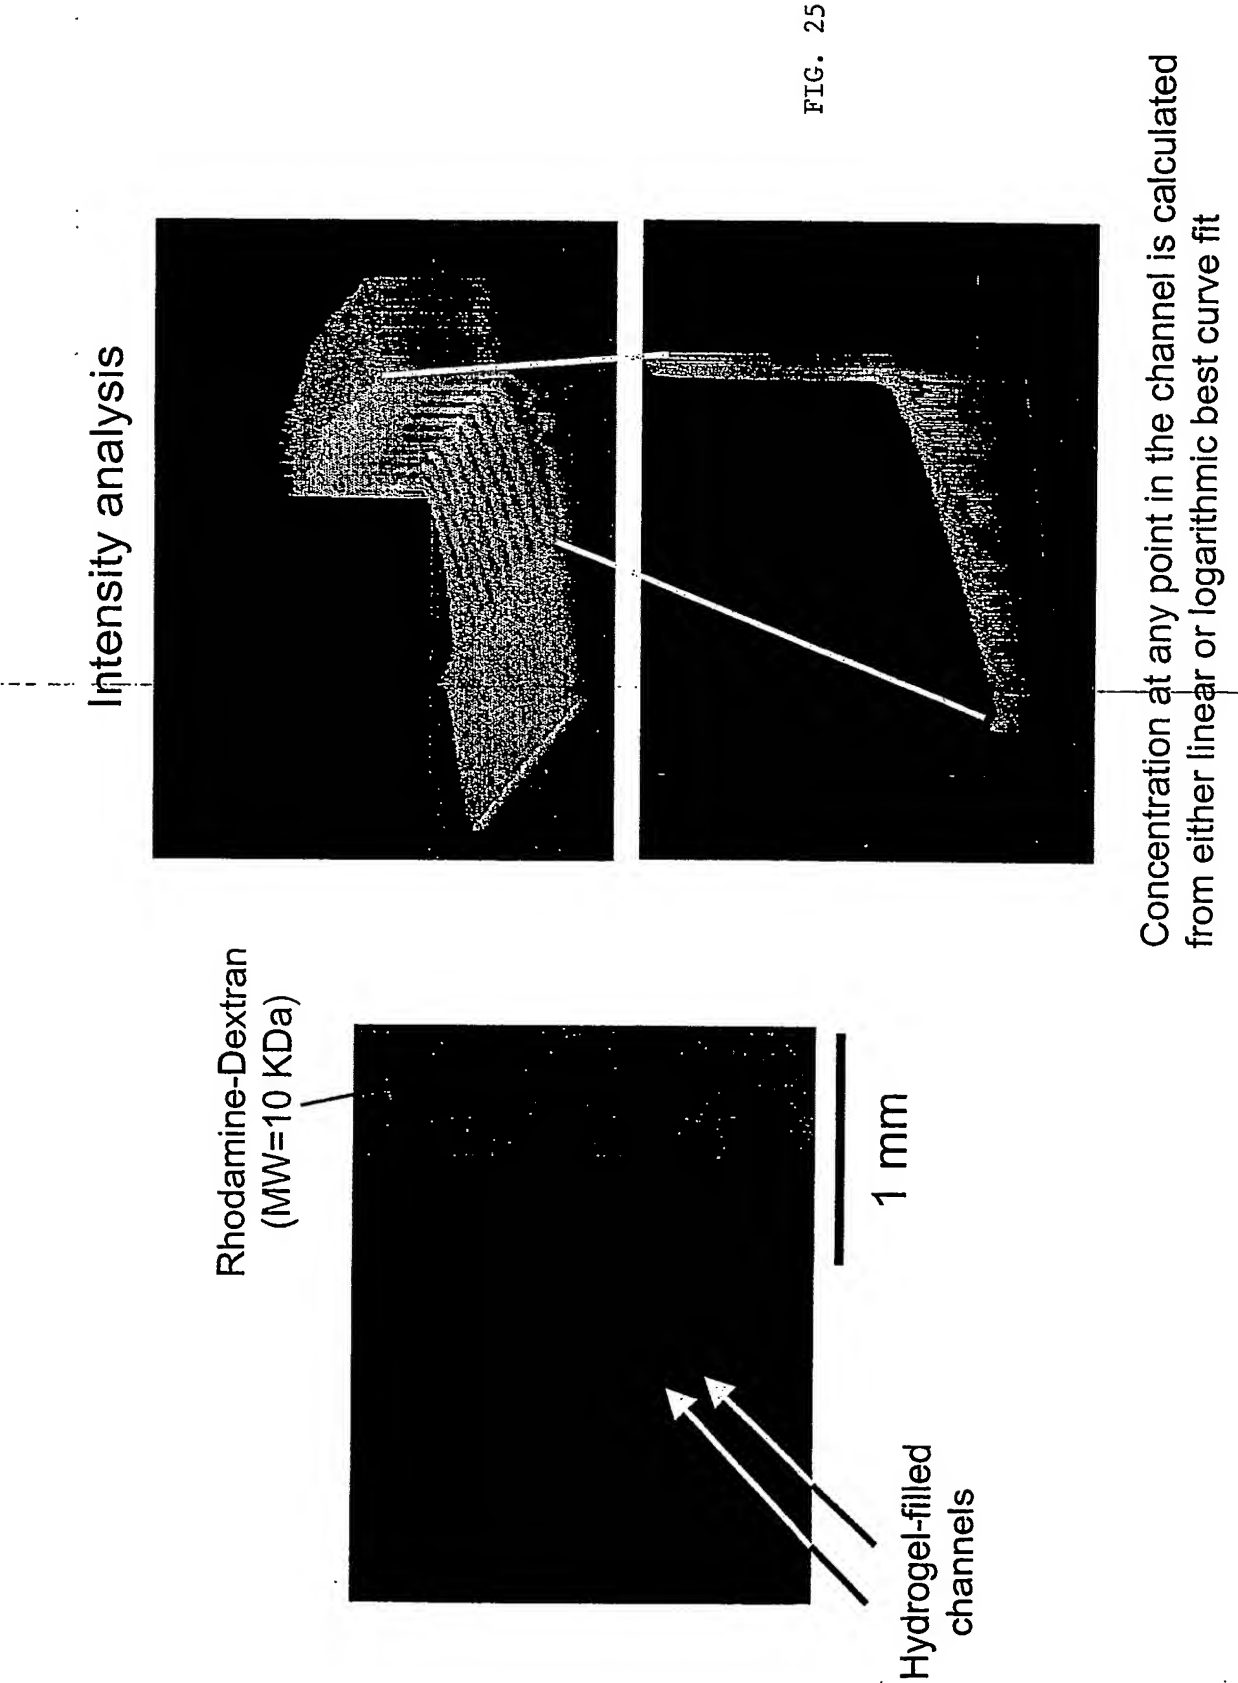 Rhodamine-Dextran
(MW=10 KDa)
Hydrogel-filled
channels
1 mm
Intensity analysis
Concentration at any point in the channel is calculated
from either linear or logarithmic best curve fit
FIG. 25